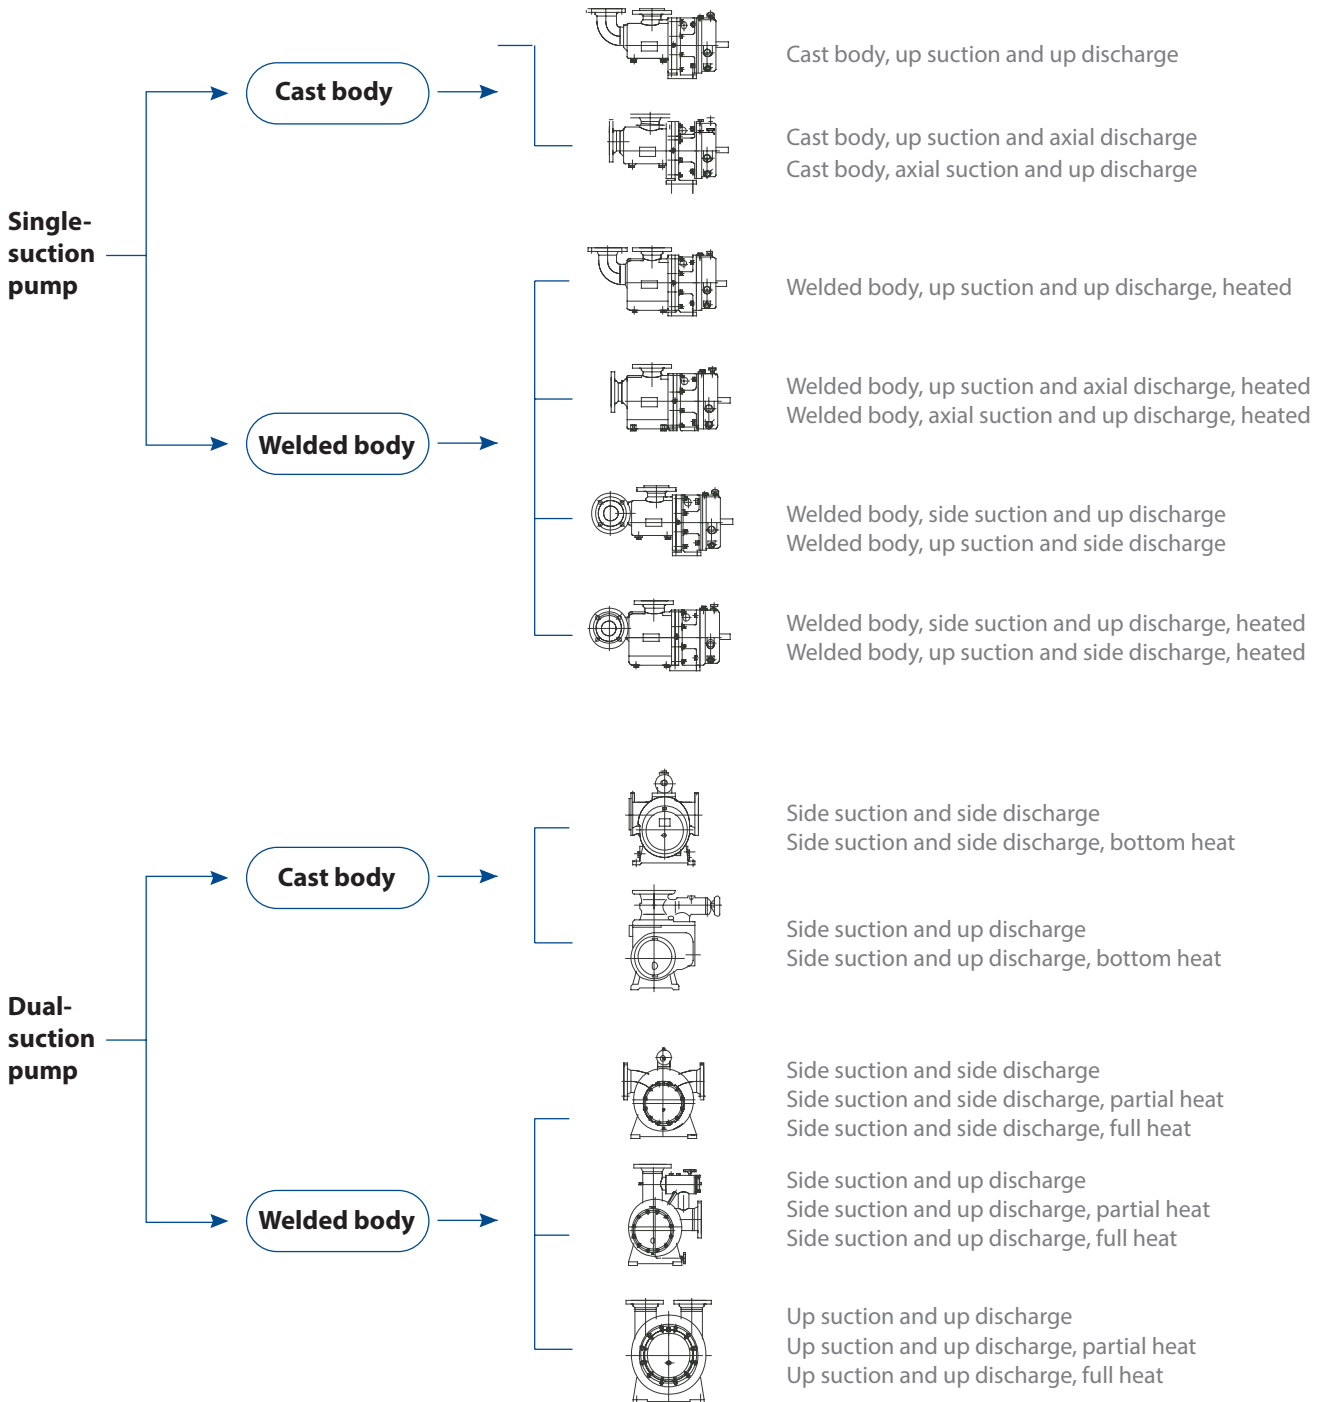 Single-
suction
pump
Cast body
Cast body, up suction and up discharge
Cast body, up suction and axial discharge
Cast body, axial suction and up discharge
Welded body
Welded body, up suction and up discharge, heated
Welded body, up suction and axial discharge, heated
Welded body, axial suction and up discharge, heated
Welded body, side suction and up discharge
Welded body, up suction and side discharge
Welded body, side suction and up discharge, heated
Welded body, up suction and side discharge, heated
Dual-
suction
pump
Cast body
Side suction and side discharge
Side suction and side discharge, bottom heat
Side suction and up discharge
Side suction and up discharge, bottom heat
Welded body
Side suction and side discharge
Side suction and side discharge, partial heat
Side suction and side discharge, full heat
Side suction and up discharge
Side suction and up discharge, partial heat
Side suction and up discharge, full heat
Up suction and up discharge
Up suction and up discharge, partial heat
Up suction and up discharge, full heat